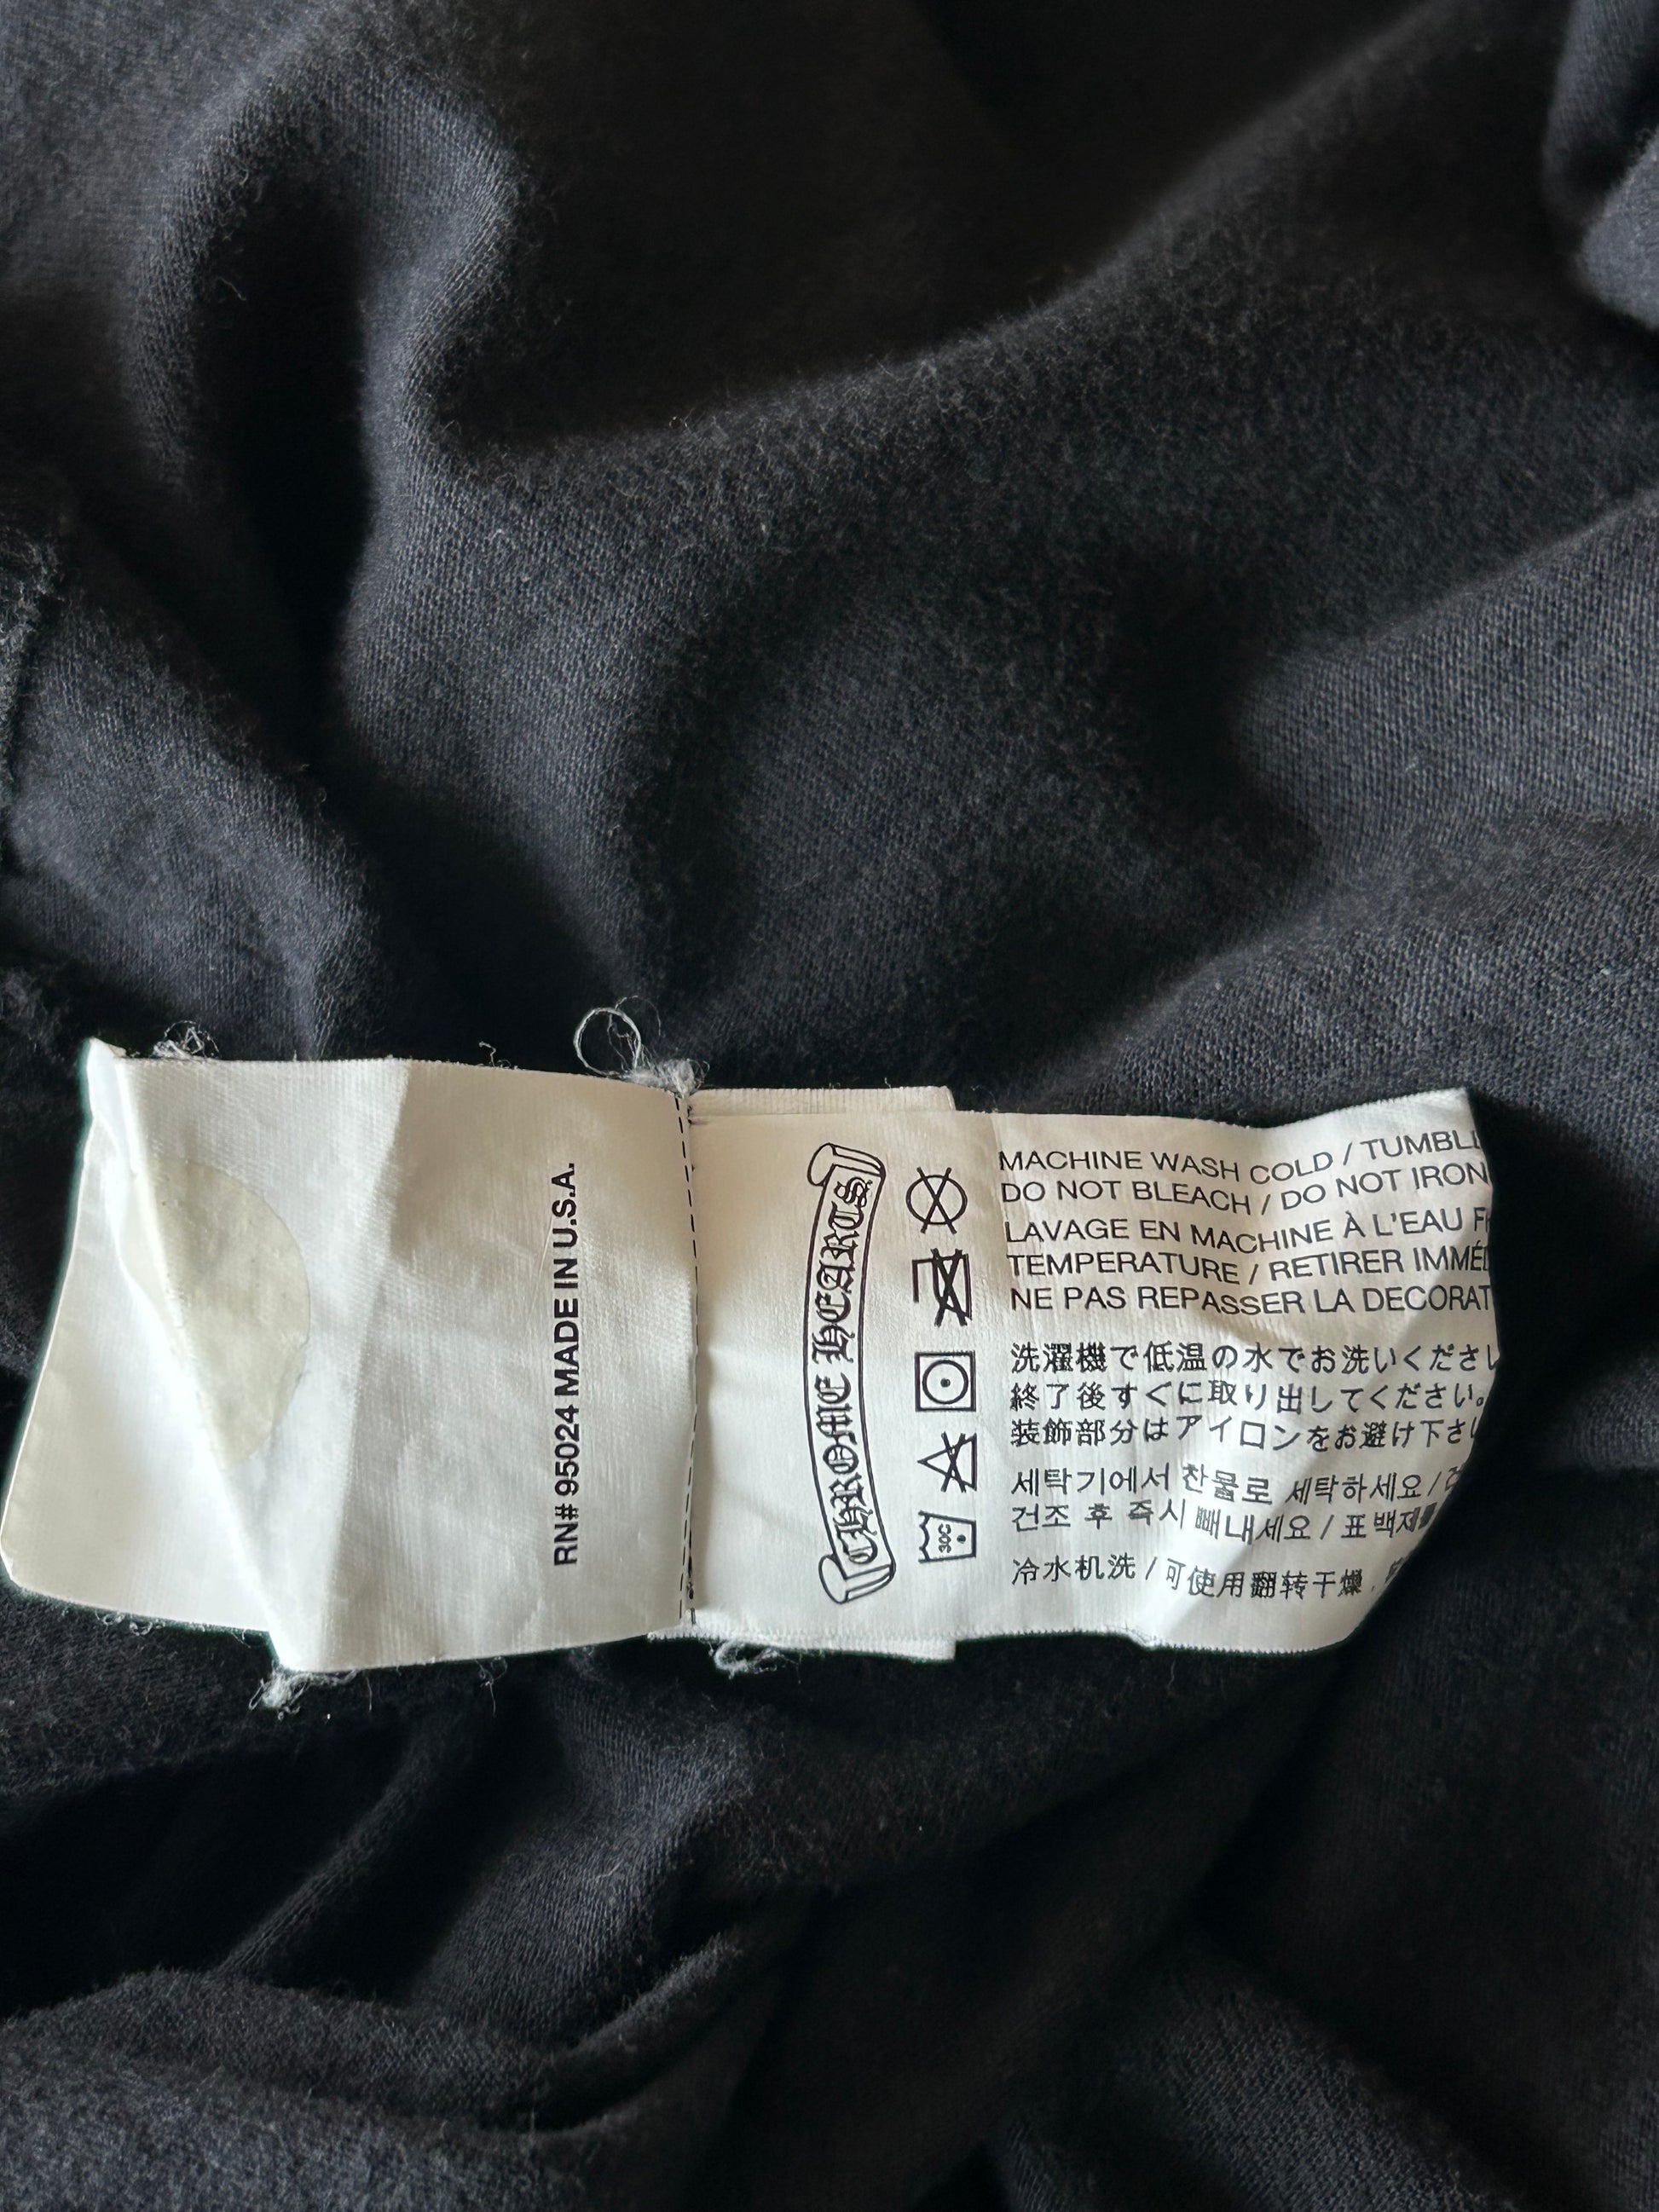 RN# 95024 MADE IN U.S.A.
CHROME HEARTS
30C
MACHINE WASH COLD / TUMBL
DO NOT BLEACH / DO NOT IRON
LAVAGE EN MACHINE À L'EAU
TEMPERATURE / RETIRER IMMÉ
NE PAS REPASSER LA DECORAT
洗濯機で低温の水でお洗いくださ
終了後すぐに取り出してください。
装飾部分はアイロンをお避け下さ
세탁기에서 찬물로 세탁하세요 /
건조 후 즉시 빼내세요 / 표백제를
冷水机洗 / 可使用翻转干燥